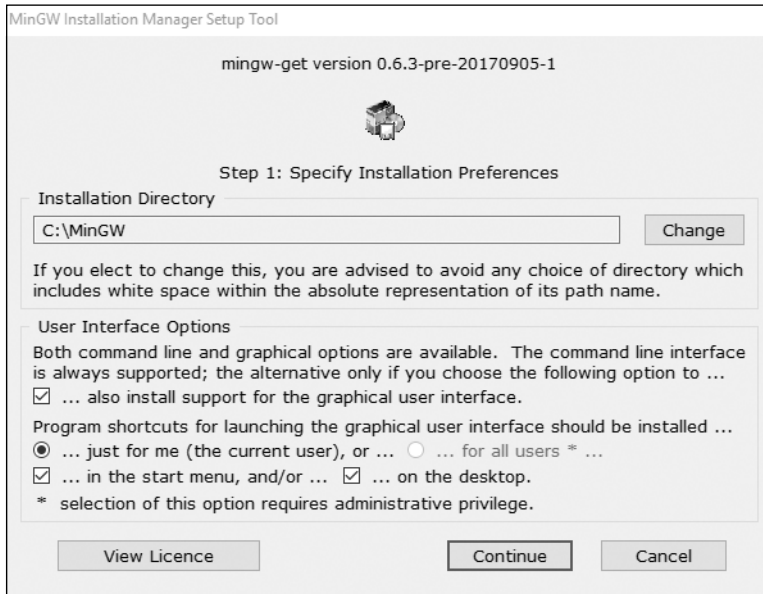 MinGW Installation Manager Setup Tool
mingw-get version 0.6.3-pre-20170905-1
Step 1: Specify Installation Preferences
Installation Directory
C:\MinGW
Change
If you elect to change this, you are advised to avoid any choice of directory which
includes white space within the absolute representation of its path name.
User Interface Options
Both command line and graphical options are available. The command line interface
is always supported; the alternative only if you choose the following option to ...
... also install support for the graphical user interface.
Program shortcuts for launching the graphical user interface should be installed ...
... just for me (the current user), or ... ... for all users * ...
... in the start menu, and/or ... ... on the desktop.
* selection of this option requires administrative privilege.
View Licence Continue Cancel